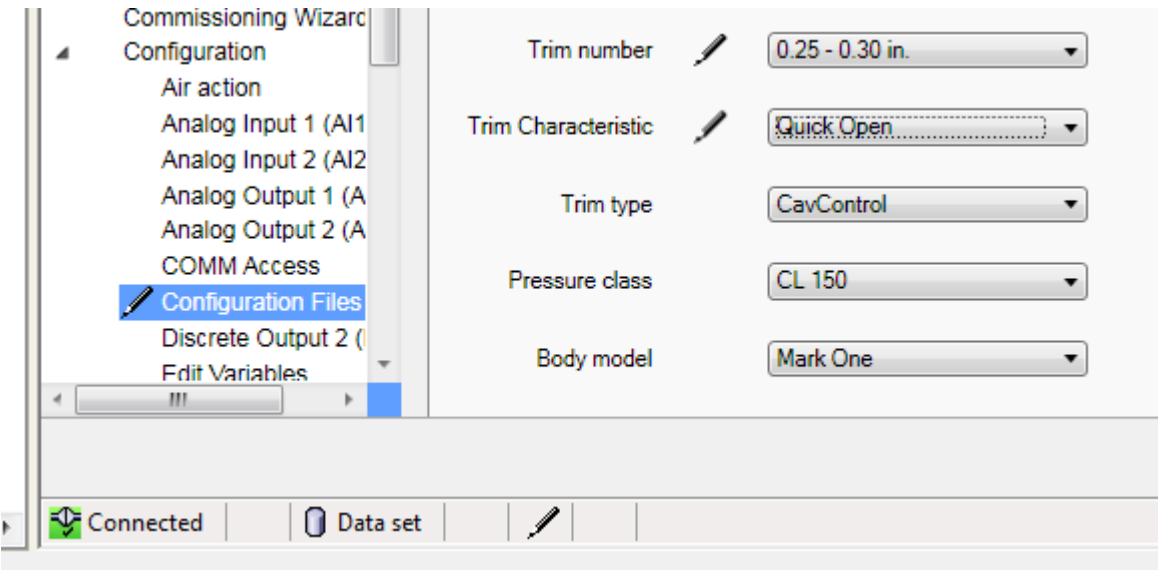 Commissioning Wizard
Configuration
Air action
Analog Input 1 (AI1
Analog Input 2 (AI2
Analog Output 1 (A
Analog Output 2 (A
COMM Access
Configuration Files
Discrete Output 2 (
Edit Variables
Trim number 0.25 - 0.30 in.
Trim Characteristic Quick Open
Trim type CavControl
Pressure class CL 150
Body model Mark One
Connected Data set